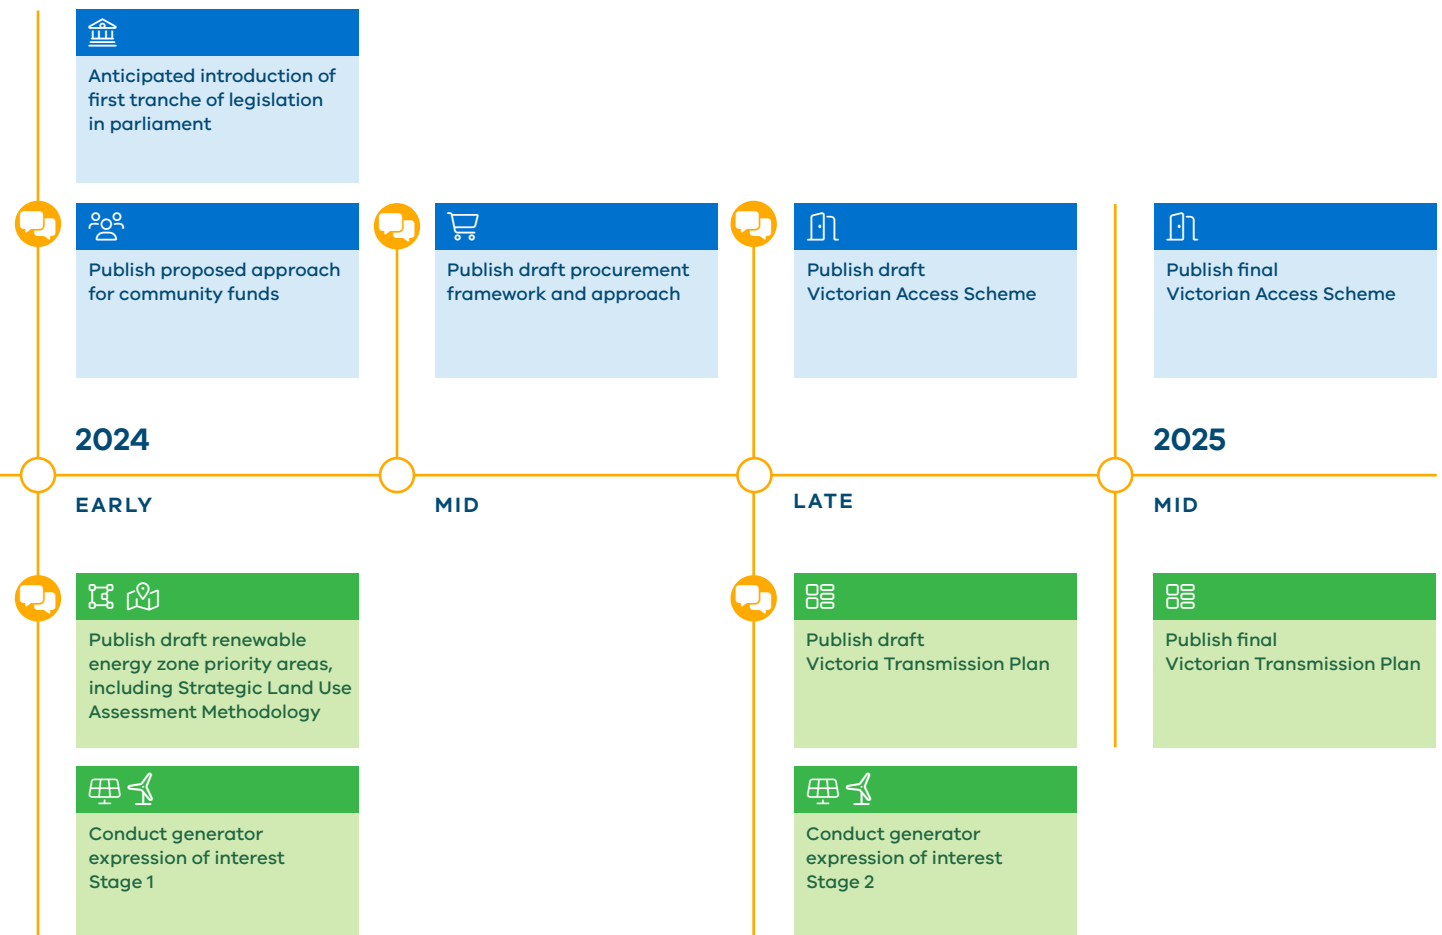 Anticipated introduction of
first tranche of legislation
in parliament
Publish proposed approach
for community funds
Publish draft procurement
framework and approach
Publish draft
Victorian Access Scheme
Publish final
Victorian Access Scheme
2024
2025
EARLY
MID
LATE
MID
Publish draft renewable
energy zone priority areas,
including Strategic Land Use
Assessment Methodology
Publish draft
Victoria Transmission Plan
Publish final
Victorian Transmission Plan
Conduct generator
expression of interest
Stage 1
Conduct generator
expression of interest
Stage 2